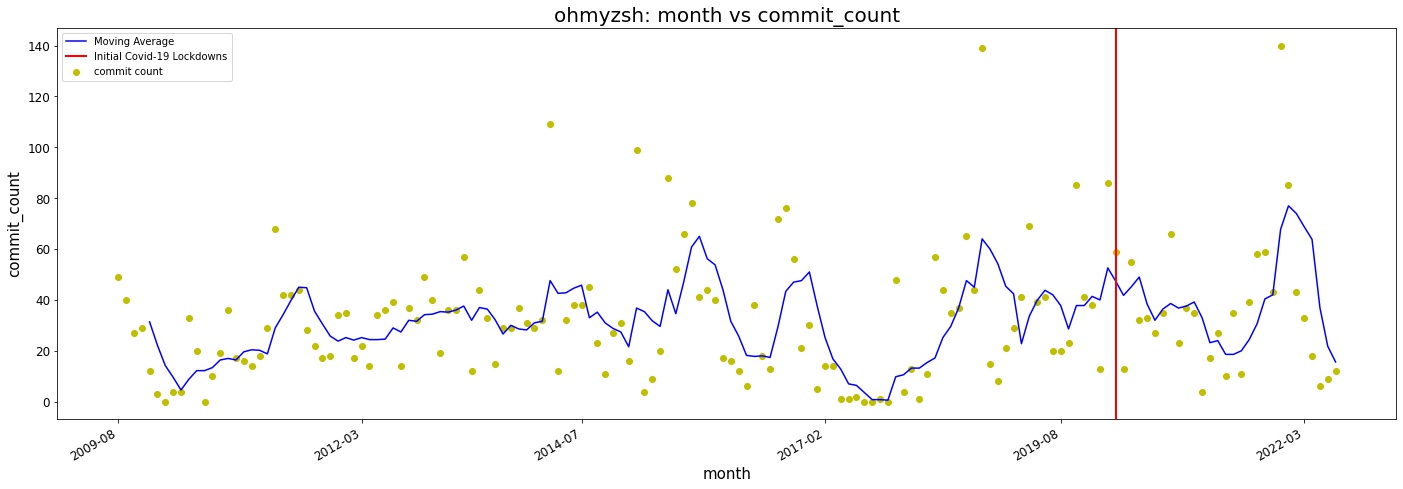 ohmyzsh: month vs commit_count
Moving Average
Initial Covid-19 Lockdowns
commit count
commit_count
140
120
100
80
60
40
20
0
2009-08
2012-03
2014-07
2017-02
2019-08
2022-03
month